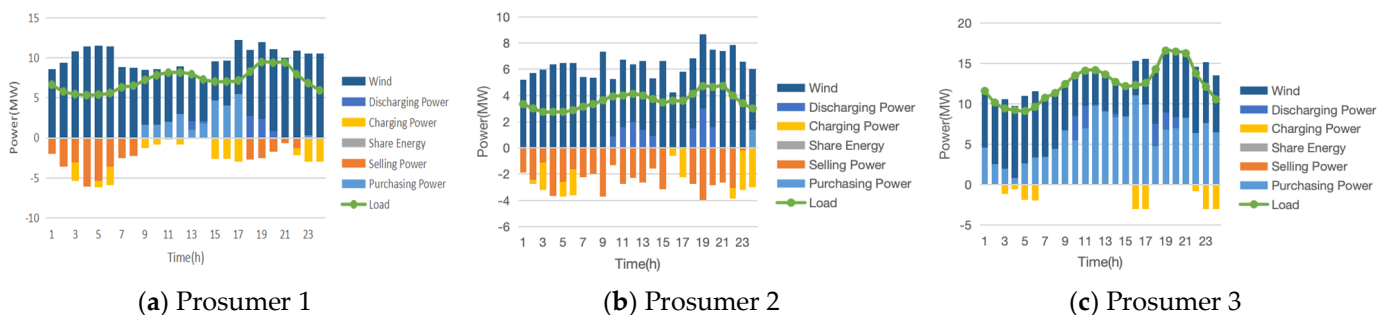 15
10
5
0
-5
-10
Power(MW)
1 3 5 7 9 11 13 15 17 19 21 23
Time(h)
Wind
Discharging Power
Charging Power
Share Energy
Selling Power
Purchasing Power
Load
(a) Prosumer 1
10
8
6
4
2
0
-2
-4
-6
Power(MW)
1 3 5 7 9 11 13 15 17 19 21 23
Time(h)
Wind
Discharging Power
Charging Power
Share Energy
Selling Power
Purchasing Power
Load
(b) Prosumer 2
20
15
10
5
0
-5
Power(MW)
1 3 5 7 9 11 13 15 17 19 21 23
Time(h)
Wind
Discharging Power
Charging Power
Share Energy
Selling Power
Purchasing Power
Load
(c) Prosumer 3